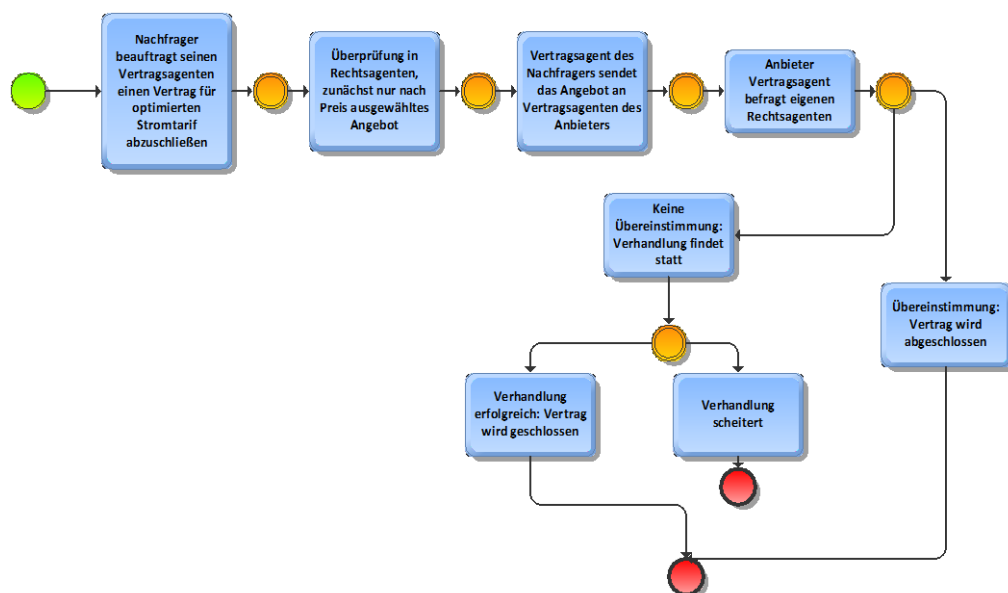 Nachfrager
beauftragt seinen
Vertragsagenten
einen Vertrag für
optimierten
Stromtarif
abzuschließen
Überprüfung in
Rechtsagenten,
zunächst nur nach
Preis ausgewähltes
Angebot
Vertragsagent des
Nachfragers sendet
das Angebot an
Vertragsagenten des
Anbieters
Anbieter
Vertragsagent
befragt eigenen
Rechtsagenten
Keine
Übereinstimmung:
Verhandlung findet
statt
Übereinstimmung:
Vertrag wird
abgeschlossen
Verhandlung
erfolgreich: Vertrag
wird geschlossen
Verhandlung
scheitert